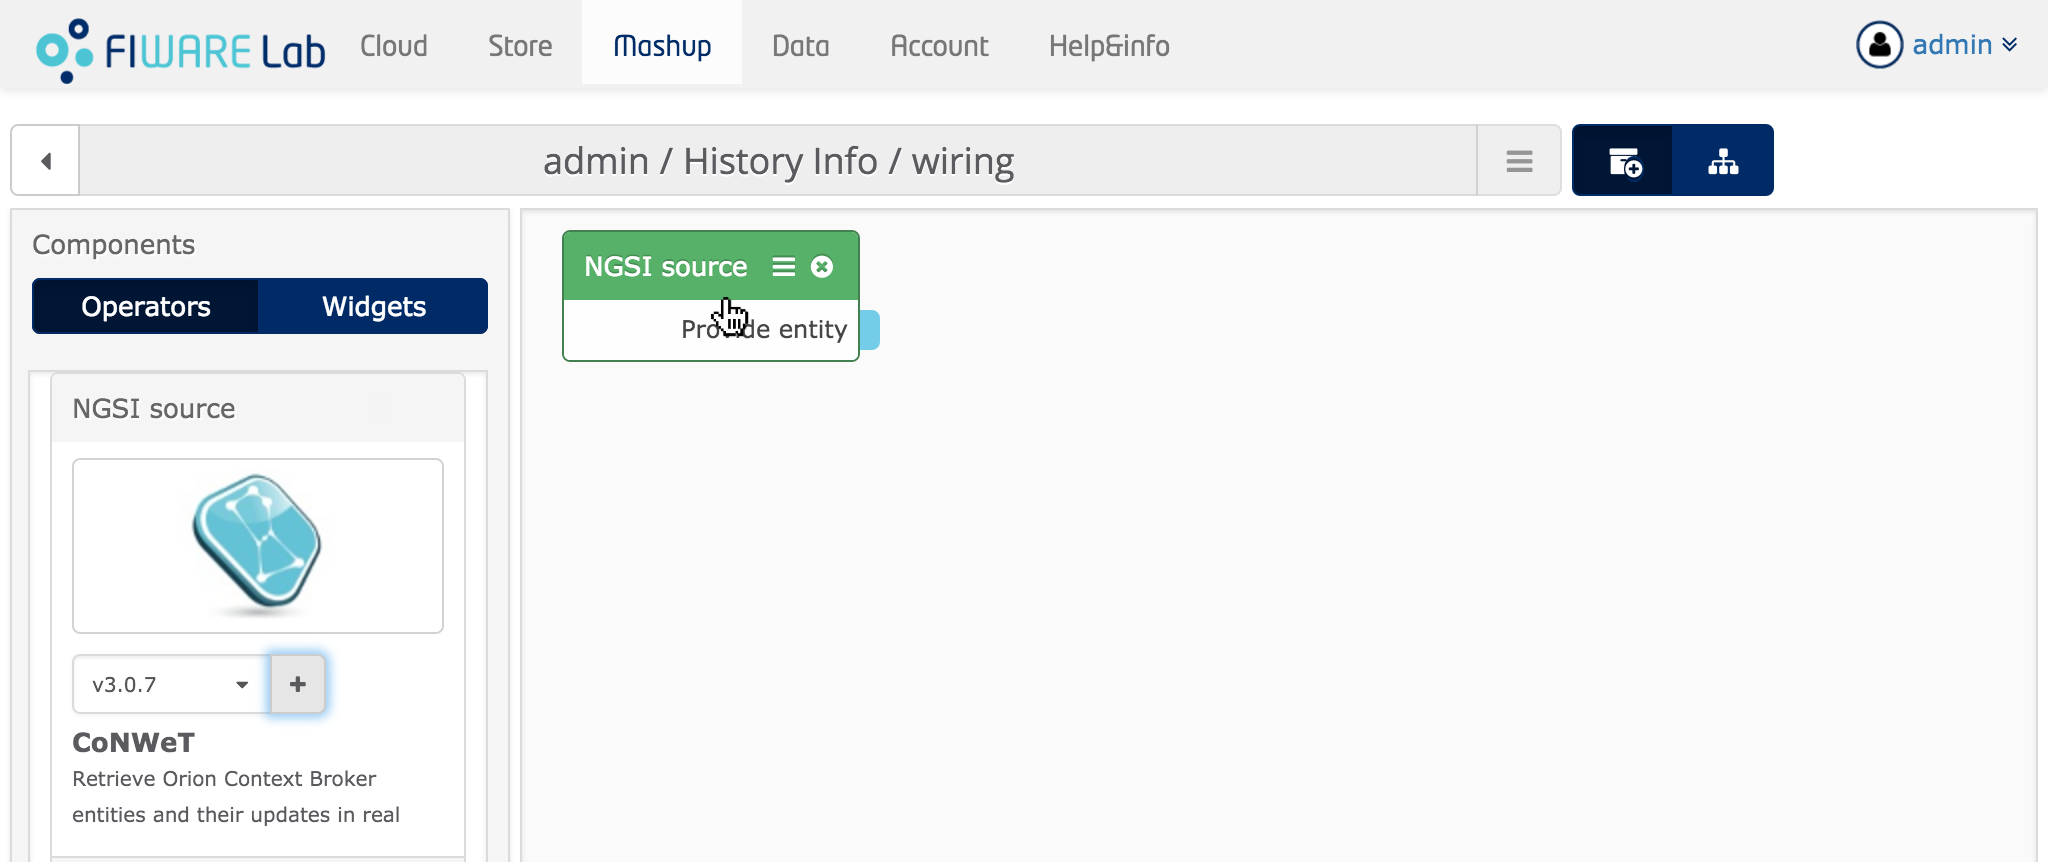 FIWARE Lab Cloud Store Mashup Data Account Help&info admin
admin / History Info / wiring
Components
Operators Widgets
NGSI source
v3.0.7
CoNWeT
Retrieve Orion Context Broker
entities and their updates in real
NGSI source
Provide entity